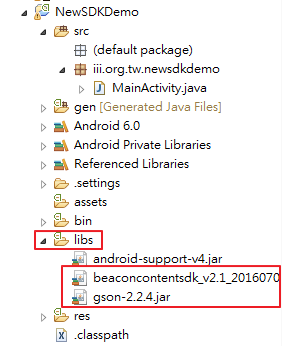 NewSDKDemo
src
(default package)
iii.org.tw.newsdkdemo
MainActivity.java
gen [Generated Java Files]
Android 6.0
Android Private Libraries
Referenced Libraries
.settings
assets
bin
libs
android-support-v4.jar
beaconcontentsdk_v2.1_2016070
gson-2.2.4.jar
res
.classpath